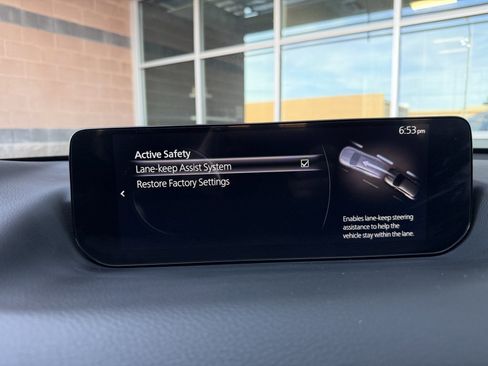 6:53pm
Active Safety
Lane-keep Assist System
Restore Factory Settings
Enables lane-keep steering
assistance to help the
vehicle stay within the lane.